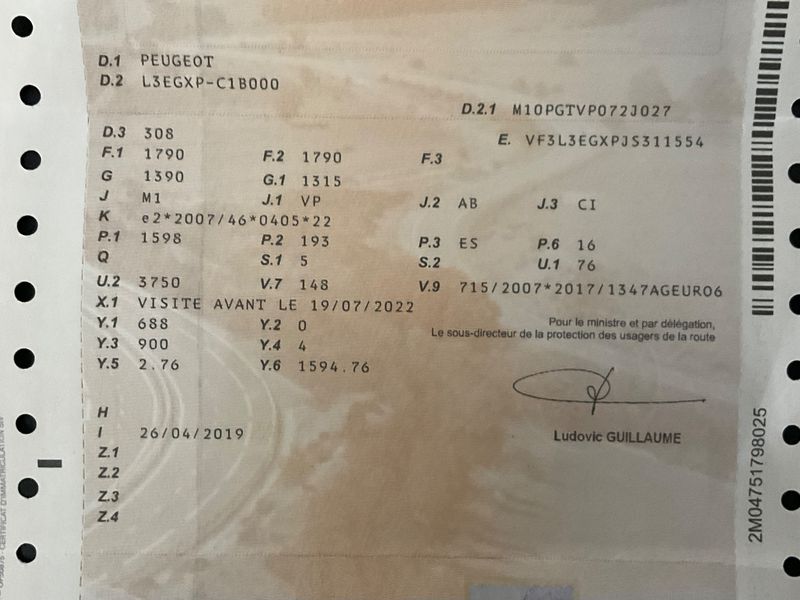 D.1 PEUGEOT
D.2 L3EGXP-C1B000
D.2.1 M10PGTVP072J027
D.3 308
E. VF3L3EGXPJS311554
F.1 1790 F.2 1790 F.3
G 1390 G.1 1315
J M1 J.1 VP J.2 AB J.3 CI
K e2*2007/46*0405*22
P.1 1598 P.2 193 P.3 ES P.6 16
Q S.1 5 S.2 U.1 76
U.2 3750 V.7 148 V.9 715/2007*2017/1347AGEURO6
X.1 VISITE AVANT LE 19/07/2022
Y.1 688 Y.2 0
Y.3 900 Y.4 4
Y.5 2.76 Y.6 1594.76
Pour le ministre et par délégation,
Le sous-directeur de la protection des usagers de la route
Ludovic GUILLAUME
H
I 26/04/2019
Z.1
Z.2
Z.3
Z.4
2M04751798025
CERTIFICAT D'IMMATRICULATION